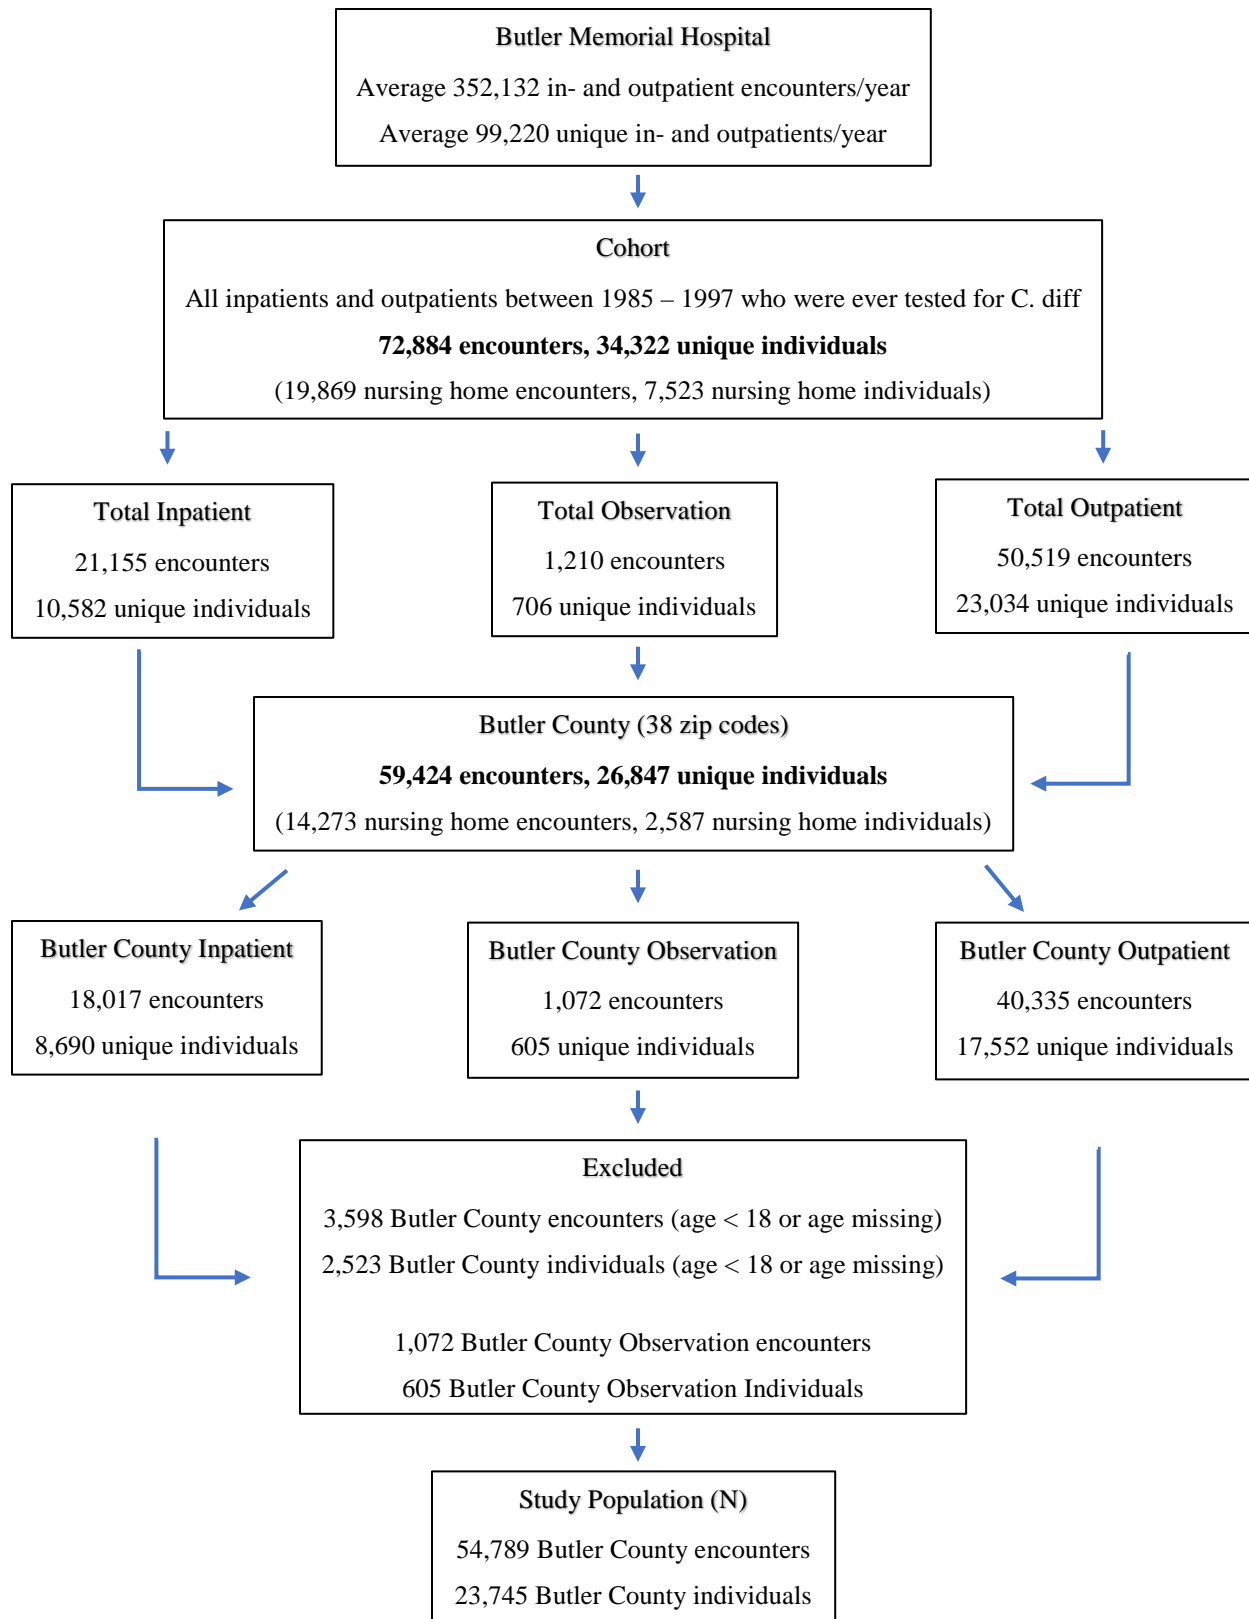 Butler Memorial Hospital
Average 352,132 in- and outpatient encounters/year
Average 99,220 unique in- and outpatients/year
Cohort
All inpatients and outpatients between 1985 – 1997 who were ever tested for C. diff
72,884 encounters, 34,322 unique individuals
(19,869 nursing home encounters, 7,523 nursing home individuals)
Total Inpatient
21,155 encounters
10,582 unique individuals
Total Observation
1,210 encounters
706 unique individuals
Total Outpatient
50,519 encounters
23,034 unique individuals
Butler County (38 zip codes)
59,424 encounters, 26,847 unique individuals
(14,273 nursing home encounters, 2,587 nursing home individuals)
Butler County Inpatient
18,017 encounters
8,690 unique individuals
Butler County Observation
1,072 encounters
605 unique individuals
Butler County Outpatient
40,335 encounters
17,552 unique individuals
Excluded
3,598 Butler County encounters (age < 18 or age missing)
2,523 Butler County individuals (age < 18 or age missing)
1,072 Butler County Observation encounters
605 Butler County Observation Individuals
Study Population (N)
54,789 Butler County encounters
23,745 Butler County individuals